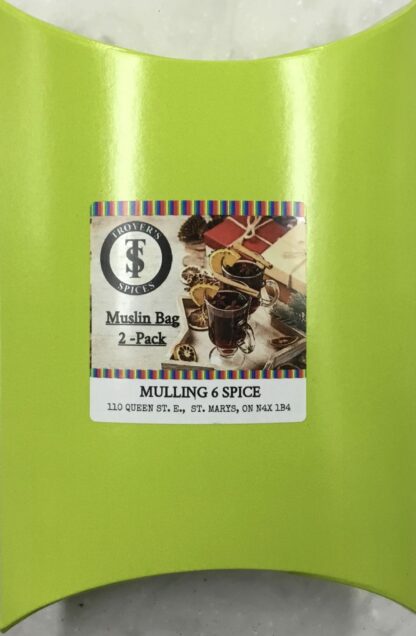 TROYER'S
TS
SPICES
Muslin Bag
2 -Pack
MULLING 6 SPICE
110 QUEEN ST. E., ST. MARYS, ON N4X 1B4